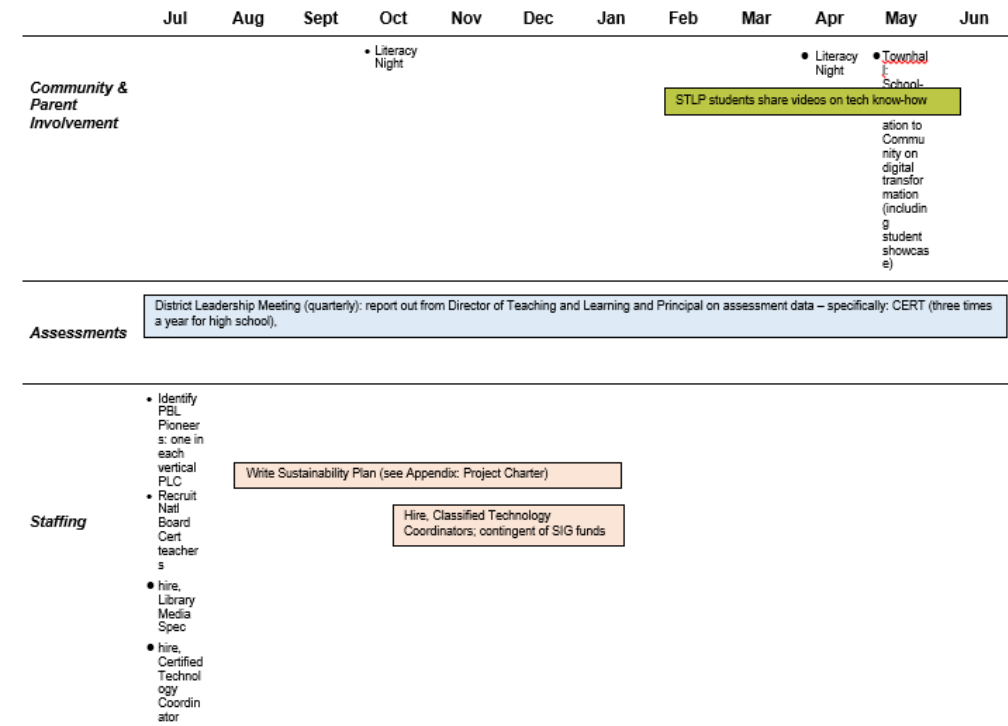 Jul Aug Sept Oct Nov Dec Jan Feb Mar Apr May Jun
Community &
Parent
Involvement
• Literacy
Night
• Literacy
Night
• Townhal
l:
School-
ation to
Commu
nity on
digital
transfor
mation
(includin
g
student
showcas
e)
STLP students share videos on tech know-how
Assessments
District Leadership Meeting (quarterly): report out from Director of Teaching and Learning and Principal on assessment data – specifically: CERT (three times
a year for high school),
Staffing
• Identify
PBL
Pioneer
s: one in
each
vertical
PLC
• Recruit
Natl
Board
Cert
teacher
s
• hire,
Library
Media
Spec
• hire,
Certified
Technol
ogy
Coordin
ator
Write Sustainability Plan (see Appendix: Project Charter)
Hire, Classified Technology
Coordinators; contingent of SIG funds